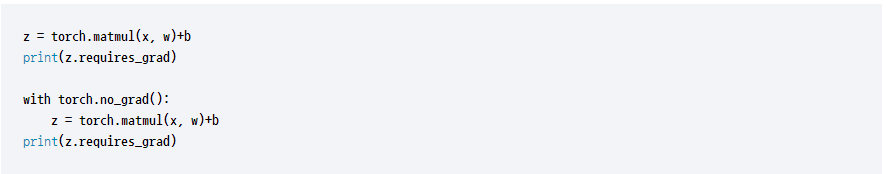 z = torch.matmul(x, w)+b
print(z.requires_grad)

with torch.no_grad():
    z = torch.matmul(x, w)+b
print(z.requires_grad)